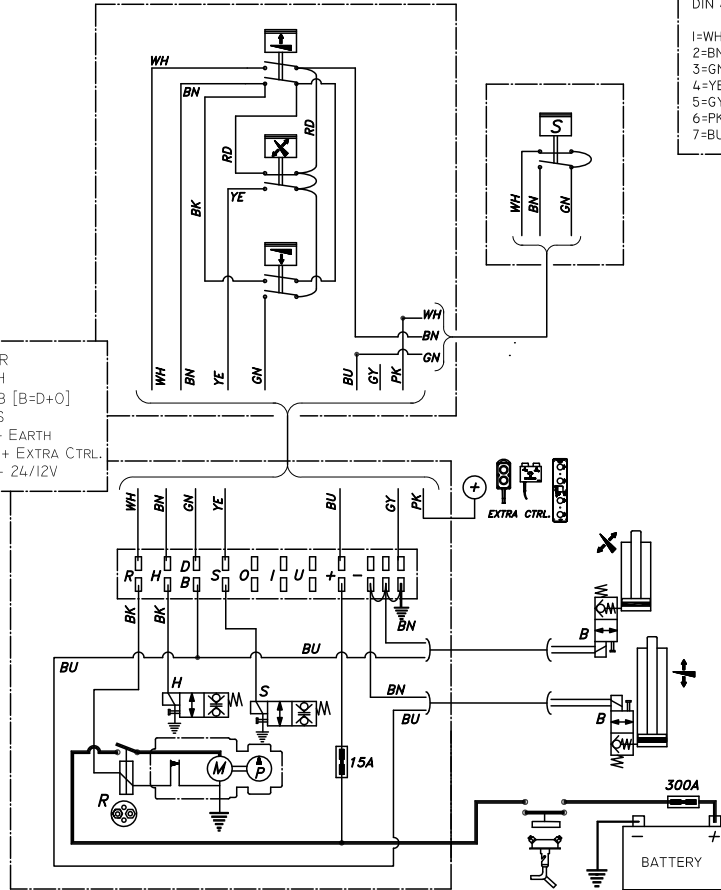 DIN
1=WH
2=BN
3=GN
4=YE
5=GY
6=PK
7=BU
WH
BN
RD
RD
BK
YE
S
WH
BN
GN
WH
BN
GN
WH
BN
YE
GN
BU
GY
PK
[B=D+O]
- EARTH
+ EXTRA CTRL.
- 24/12V
WH
BN
GN
YE
BU
GY
PK
+
EXTRA CTRL.
R
H
D
B
S
O
I
U
+
-
BK
BK
BN
BU
BU
B
BN
BU
B
H
S
M
P
15A
R
300A
-
+
BATTERY